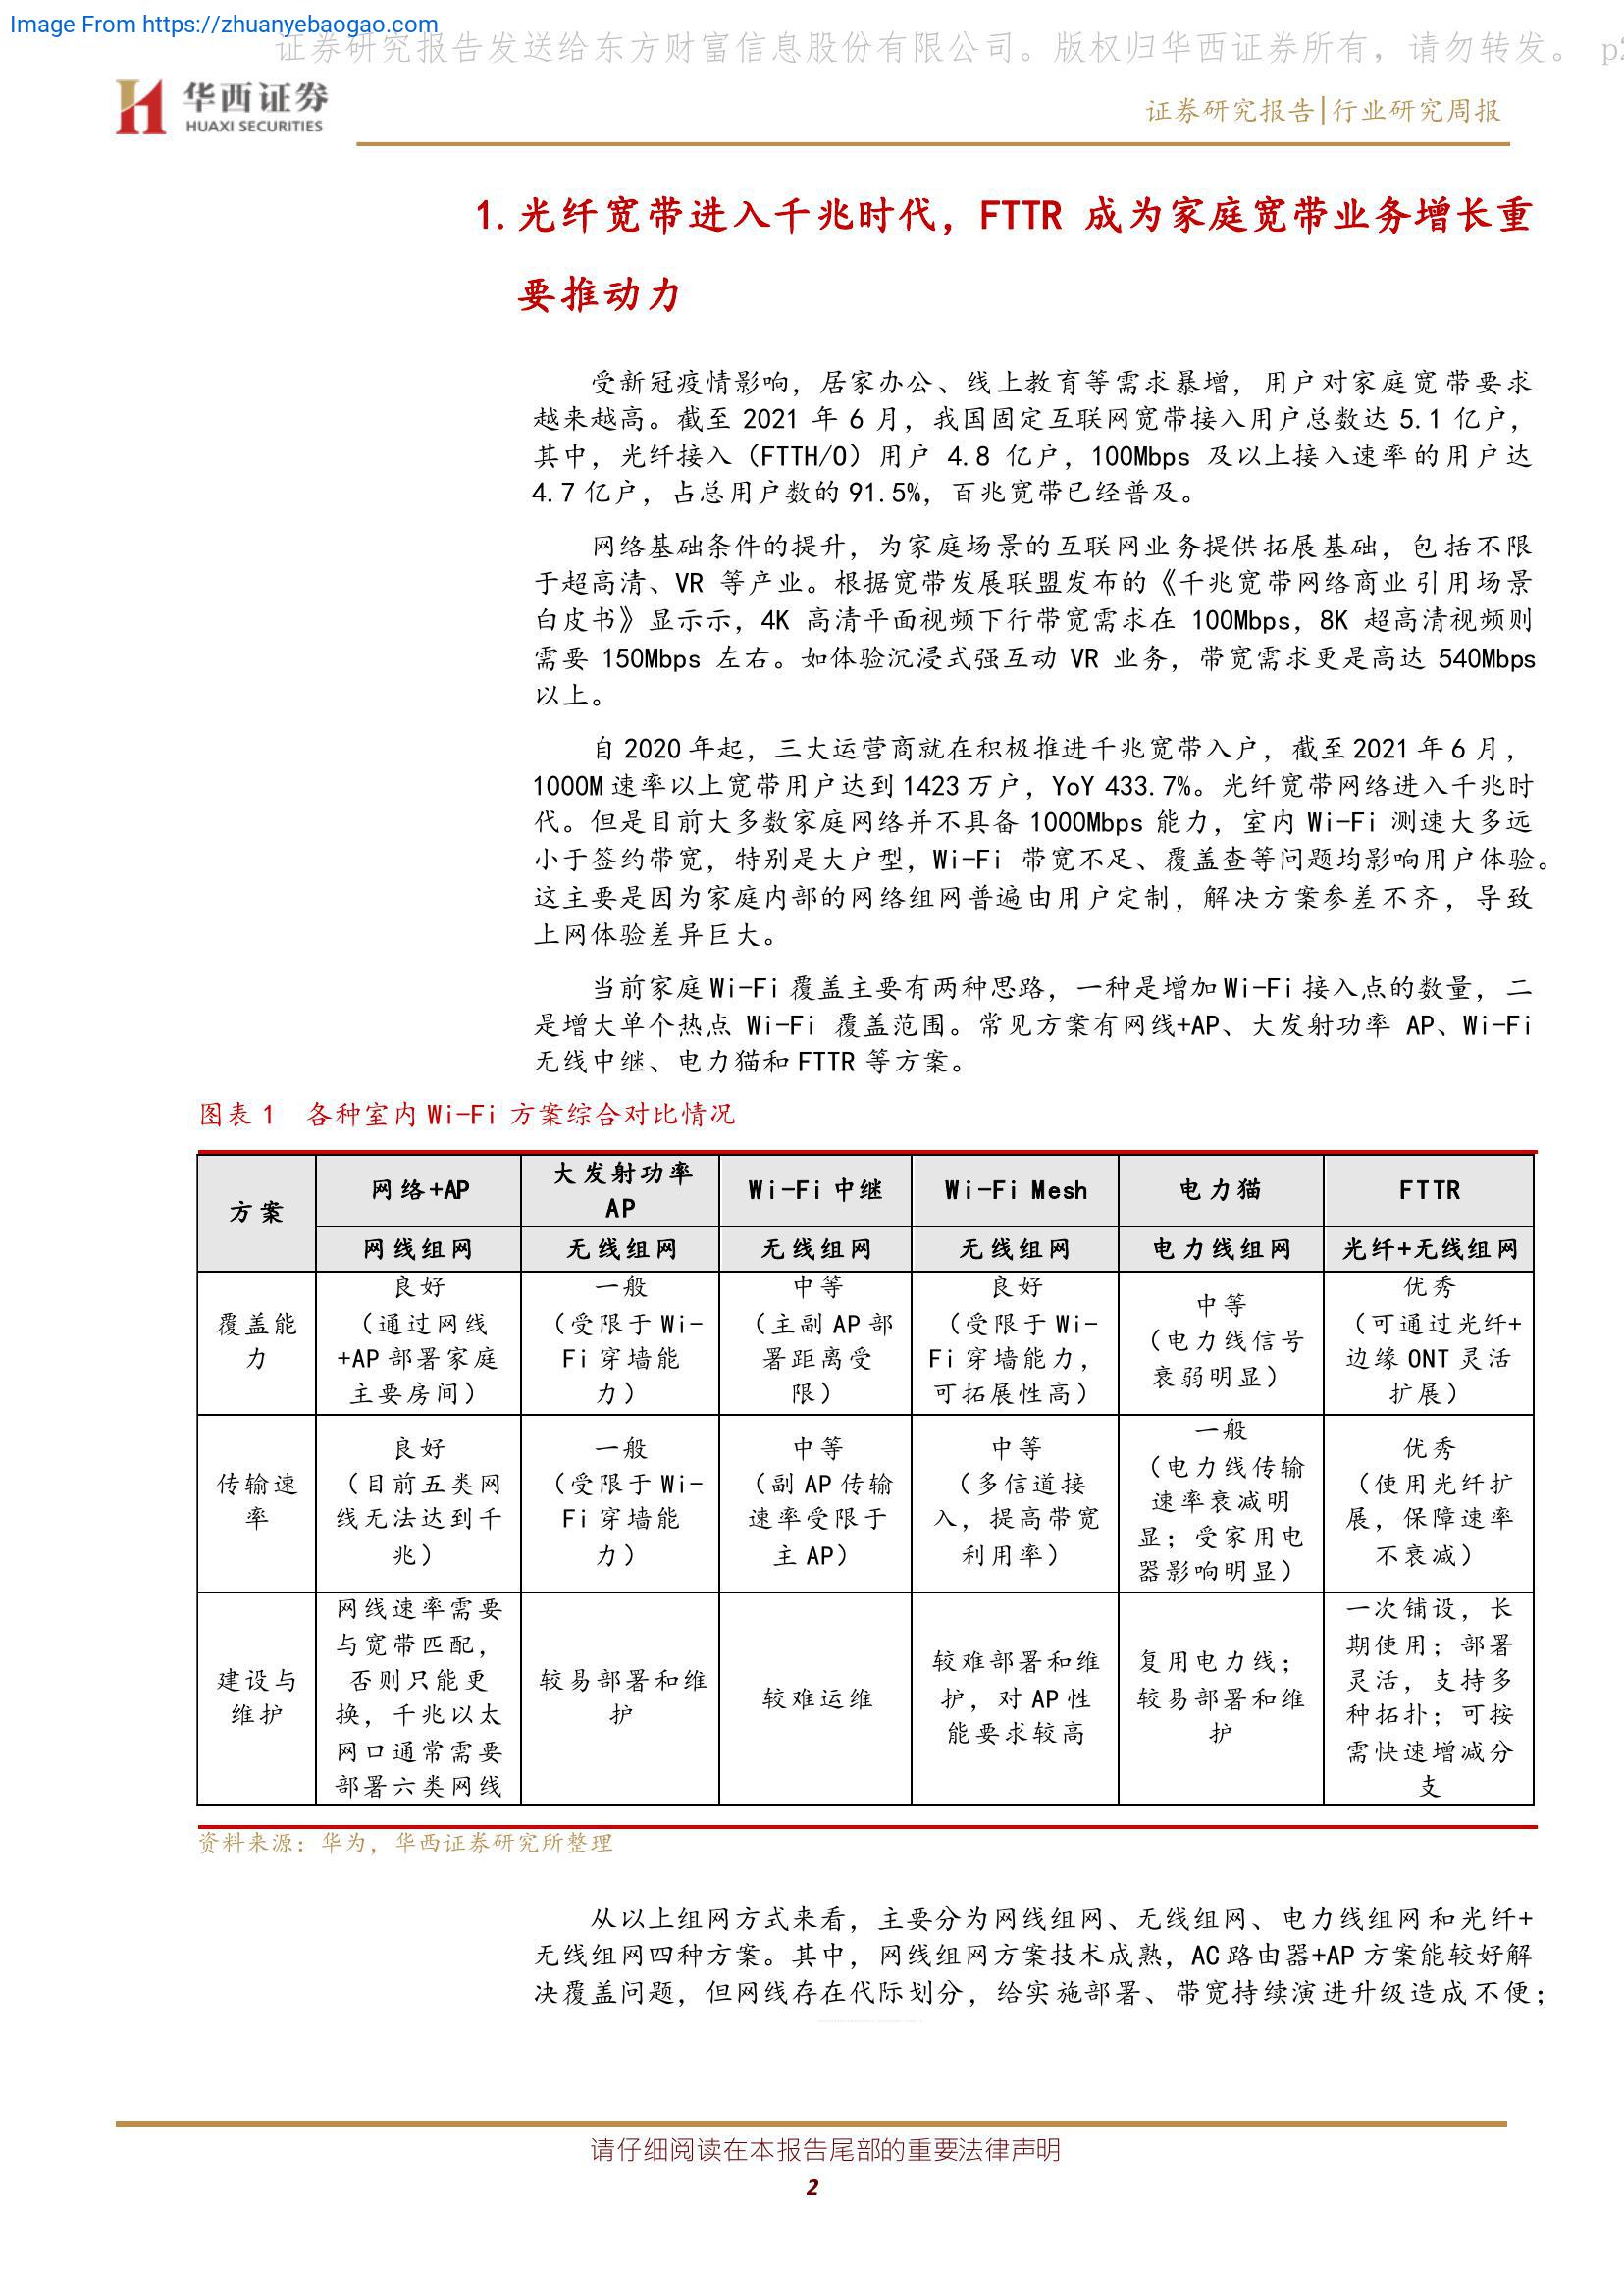 Image From https://zhuanyebaogao.com
证券研究报告发送给东方财富信息股份有限公司。版权归华西证券所有，请勿转发。 p2
华西证券
HUAXI SECURITIES
证券研究报告|行业研究周报
1. 光纤宽带进入千兆时代，FTTR 成为家庭宽带业务增长重
要推动力
受新冠疫情影响，居家办公、线上教育等需求暴增，用户对家庭宽带要求
越来越高。截至 2021 年 6 月，我国固定互联网宽带接入用户总数达 5.1 亿户，
其中，光纤接入（FTTH/O）用户 4.8 亿户，100Mbps 及以上接入速率的用户达
4.7 亿户，占总用户数的 91.5%，百兆宽带已经普及。
网络基础条件的提升，为家庭场景的互联网业务提供拓展基础，包括不限
于超高清、VR 等产业。根据宽带发展联盟发布的《千兆宽带网络商业引用场景
白皮书》显示示，4K 高清平面视频下行带宽需求在 100Mbps，8K 超高清视频则
需要 150Mbps 左右。如体验沉浸式强互动 VR 业务，带宽需求更是高达 540Mbps
以上。
自 2020 年起，三大运营商就在积极推进千兆宽带入户，截至 2021 年 6 月，
1000M 速率以上宽带用户达到 1423 万户，YoY 433.7%。光纤宽带网络进入千兆时
代。但是目前大多数家庭网络并不具备 1000Mbps 能力，室内 Wi-Fi 测速大多远
小于签约带宽，特别是大户型，Wi-Fi 带宽不足、覆盖查等问题均影响用户体验。
这主要是因为家庭内部的网络组网普遍由用户定制，解决方案参差不齐，导致
上网体验差异巨大。
当前家庭 Wi-Fi 覆盖主要有两种思路，一种是增加 Wi-Fi 接入点的数量，二
是增大单个热点 Wi-Fi 覆盖范围。常见方案有网线+AP、大发射功率 AP、Wi-Fi
无线中继、电力猫和 FTTR 等方案。
图表 1 各种室内 Wi-Fi 方案综合对比情况
方案
网络+AP
大发射功率
AP
Wi-Fi 中继
Wi-Fi Mesh
电力猫
FTTR
网线组网
无线组网
无线组网
无线组网
电力线组网
光纤+无线组网
覆盖能
力
良好
（通过网线
+AP 部署家庭
主要房间）
一般
（受限于 Wi-
Fi 穿墙能
力）
中等
（主副 AP 部
署距离受
限）
良好
（受限于 Wi-
Fi 穿墙能力，
可拓展性高）
中等
（电力线信号
衰弱明显）
优秀
（可通过光纤+
边缘 ONT 灵活
扩展）
传输速
率
良好
（目前五类网
线无法达到千
兆）
一般
（受限于 Wi-
Fi 穿墙能
力）
中等
（副 AP 传输
速率受限于
主 AP）
中等
（多信道接
入，提高带宽
利用率）
一般
（电力线传输
速率衰减明
显；受家用电
器影响明显）
优秀
（使用光纤扩
展，保障速率
不衰减）
建设与
维护
网线速率需要
与宽带匹配，
否则只能更
换，千兆以太
网口通常需要
部署六类网线
较易部署和维
护
较难运维
较难部署和维
护，对 AP 性
能要求较高
复用电力线；
较易部署和维
护
一次铺设，长
期使用；部署
灵活，支持多
种拓扑；可按
需快速增减分
支
资料来源：华为，华西证券研究所整理
从以上组网方式来看，主要分为网线组网、无线组网、电力线组网和光纤+
无线组网四种方案。其中，网线组网方案技术成熟，AC 路由器+AP 方案能较好解
决覆盖问题，但网线存在代际划分，给实施部署、带宽持续演进升级造成不便；
请仔细阅读在本报告尾部的重要法律声明
2